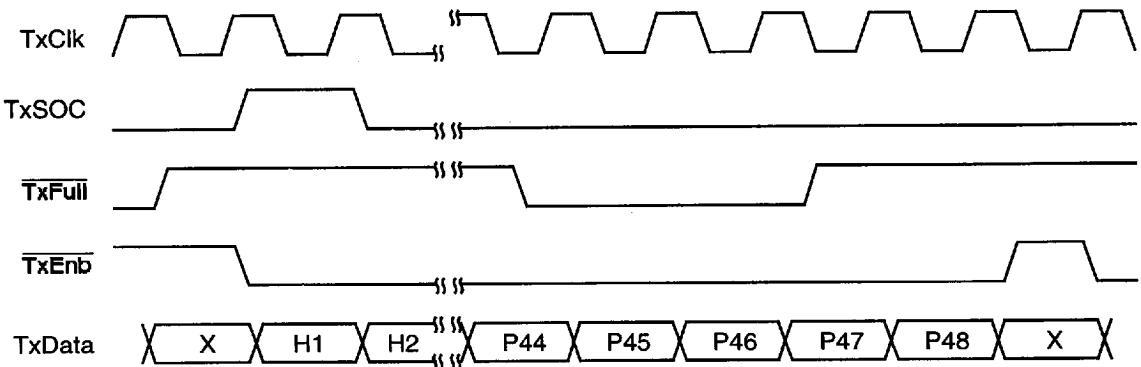 TxClk
TxSOC
TxFull
TxEnb
TxData X H1 H2 P44 P45 P46 P47 P48 X